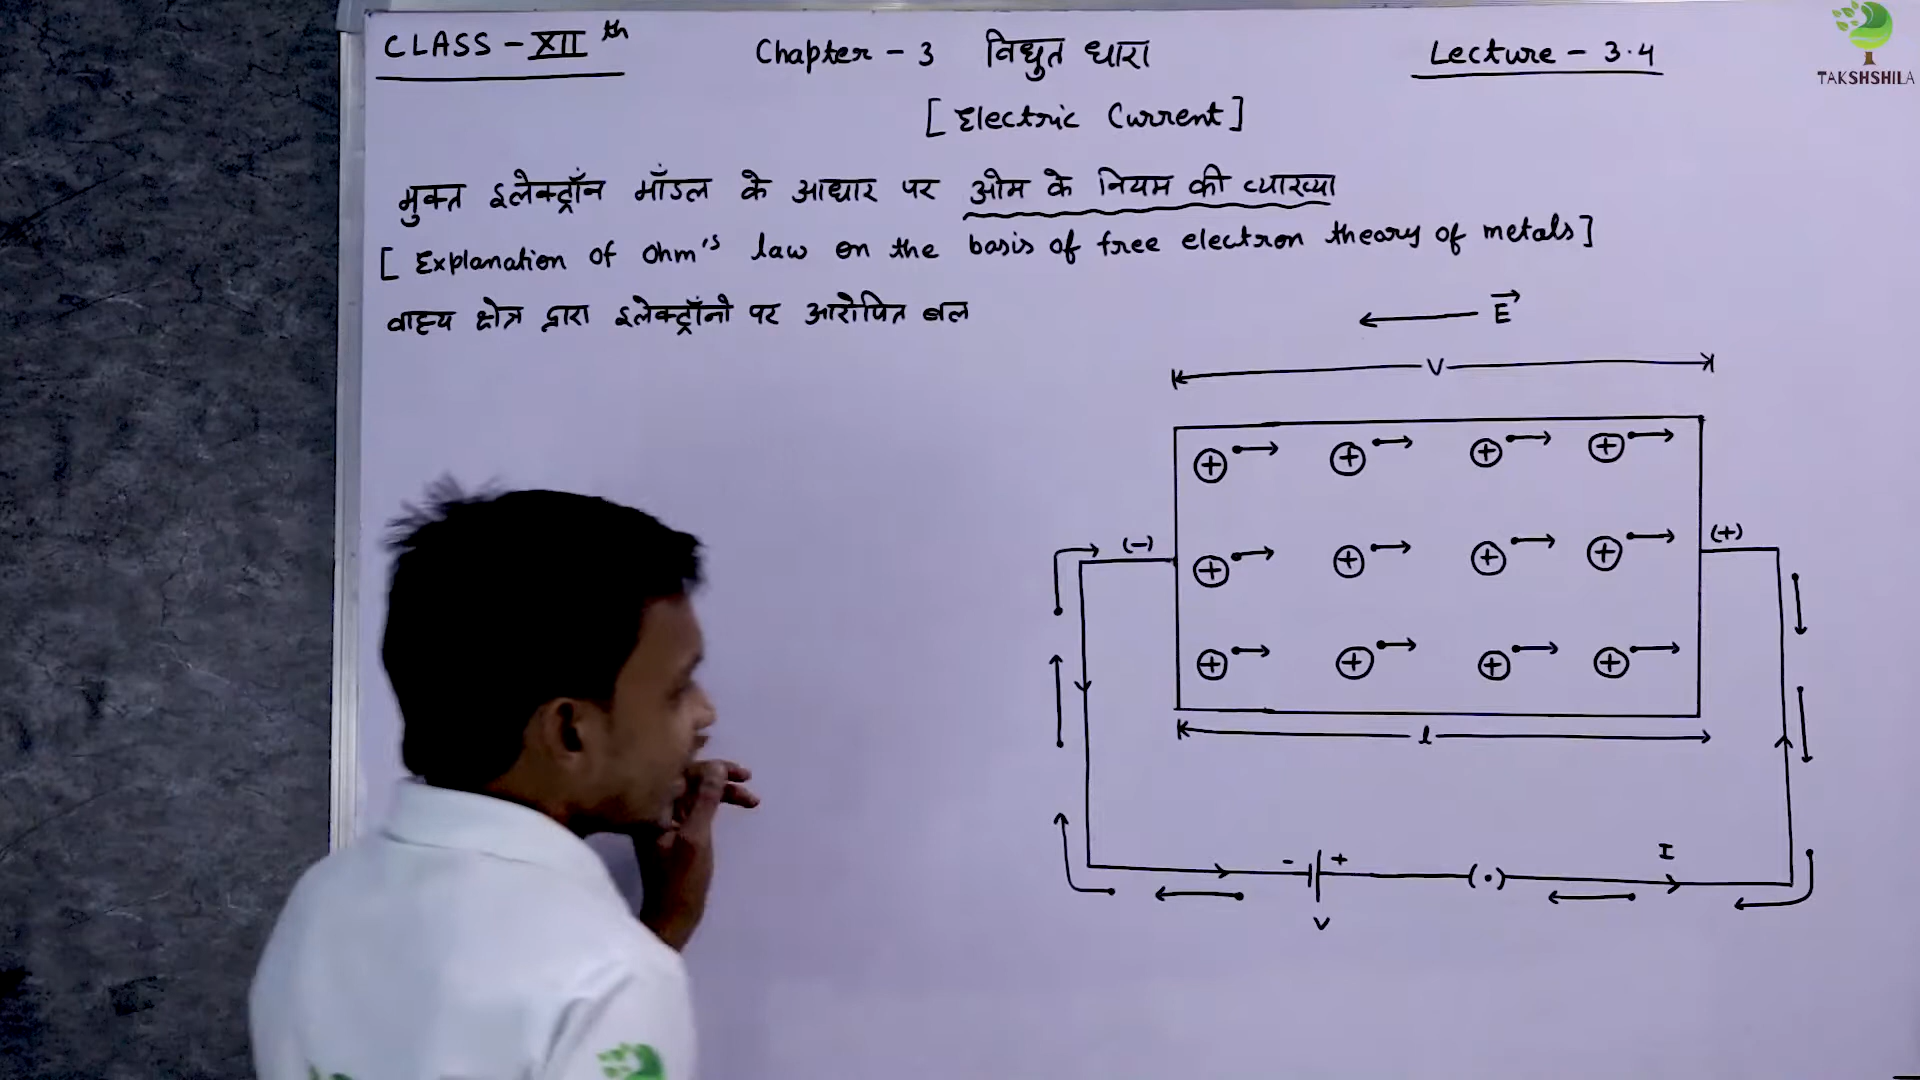 CLASS - XII th
Chapter - 3 विधुत धारा
Lecture - 3.4
TAKSHSHILA
[ Electric Current ]
मुक्त इलेक्ट्रॉन मॉडल के आधार पर ओम के नियम की व्याख्या
[ Explanation of Ohm's law on the basis of free electron theory of metals ]
वाह्य क्षेत्र द्वारा इलेक्ट्रॉनो पर आरोपित बल
E
V
+ + + +
(-) (+)
+ + + +
+ + + +
l
- + (.) I
V